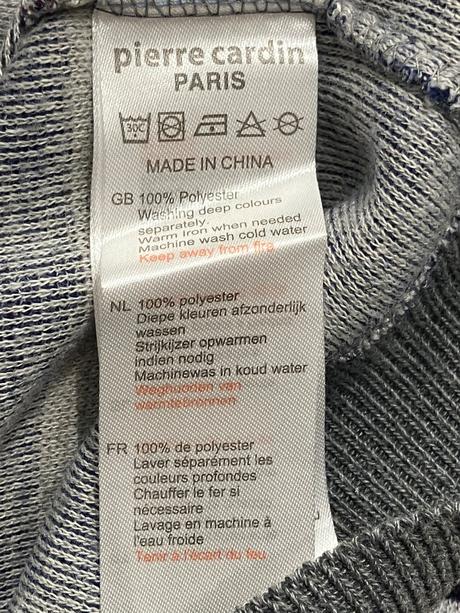 pierre cardin
PARIS
30C
MADE IN CHINA
GB 100% Polyester
Washing deep colours
separately.
Warm Iron when needed
Machine wash cold water
Keep away from fire
NL 100% polyester
Diepe kleuren afzonderlijk
wassen
Strijkijzer opwarmen
indien nodig
Machinewas in koud water
Weghuoden van
warmtebronnen
FR 100% de polyester
Laver séparément les
couleurs profondes
Chauffer le fer si
nécessaire
Lavage en machine à
l'eau froide
Tenir à l'écart du feu